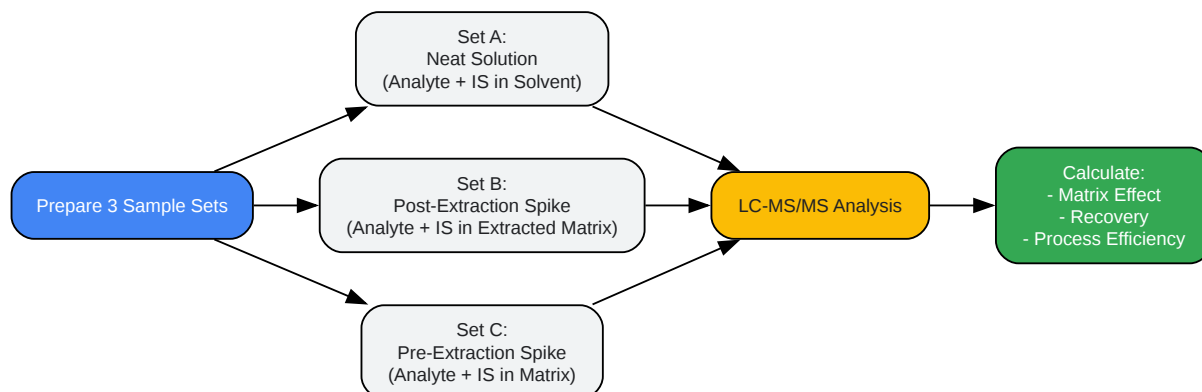 Set A:
Neat Solution
(Analyte + IS in Solvent)
Prepare 3 Sample Sets
Set B:
Post-Extraction Spike
(Analyte + IS in Extracted Matrix)
LC-MS/MS Analysis
Calculate:
- Matrix Effect
- Recovery
- Process Efficiency
Set C:
Pre-Extraction Spike
(Analyte + IS in Matrix)